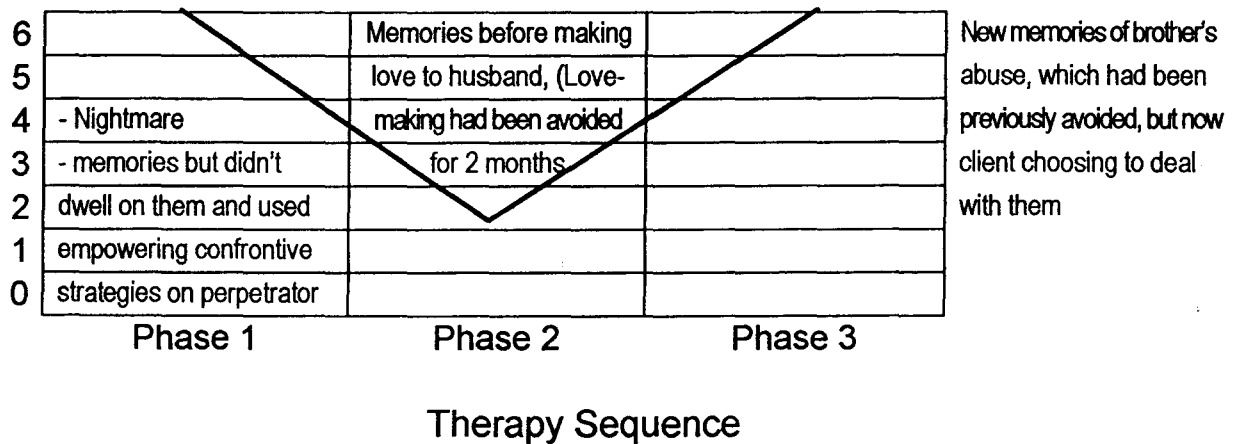 6
Memories before making
5
love to husband, (Love-
4
- Nightmare
making had been avoided
3
- memories but didn't
for 2 months
2
dwell on them and used
1
empowering confrontive
0
strategies on perpetrator
New memories of brother's
abuse, which had been
previously avoided, but now
client choosing to deal
with them
Phase 1
Phase 2
Phase 3
Therapy Sequence